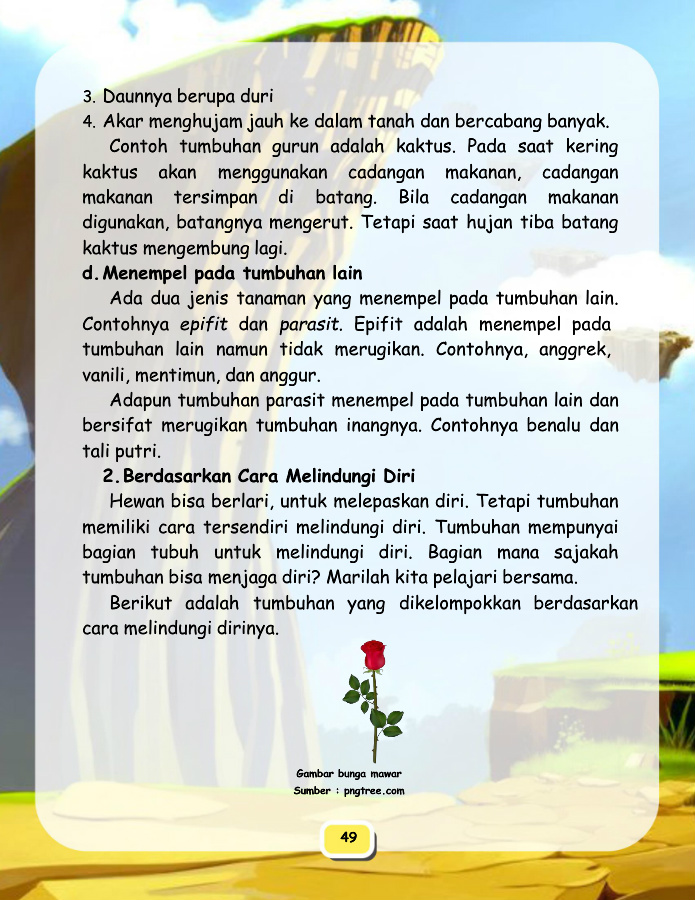 3. Daunnya berupa duri
4. Akar menghujam jauh ke dalam tanah dan bercabang banyak.
Contoh tumbuhan gurun adalah kaktus. Pada saat kering
kaktus akan menggunakan cadangan makanan, cadangan
makanan tersimpan di batang. Bila cadangan makanan
digunakan, batangnya mengerut. Tetapi saat hujan tiba batang
kaktus mengembung lagi.
d. Menempel pada tumbuhan lain
Ada dua jenis tanaman yang menempel pada tumbuhan lain.
Contohnya epifit dan parasit. Epifit adalah menempel pada
tumbuhan lain namun tidak merugikan. Contohnya, anggrek,
vanili, mentimun, dan anggur.
Adapun tumbuhan parasit menempel pada tumbuhan lain dan
bersifat merugikan tumbuhan inangnya. Contohnya benalu dan
tali putri.
2. Berdasarkan Cara Melindungi Diri
Hewan bisa berlari, untuk melepaskan diri. Tetapi tumbuhan
memiliki cara tersendiri melindungi diri. Tumbuhan mempunyai
bagian tubuh untuk melindungi diri. Bagian mana sajakah
tumbuhan bisa menjaga diri? Marilah kita pelajari bersama.
Berikut adalah tumbuhan yang dikelompokkan berdasarkan
cara melindungi dirinya.
Gambar bunga mawar
Sumber : pngtree.com
49